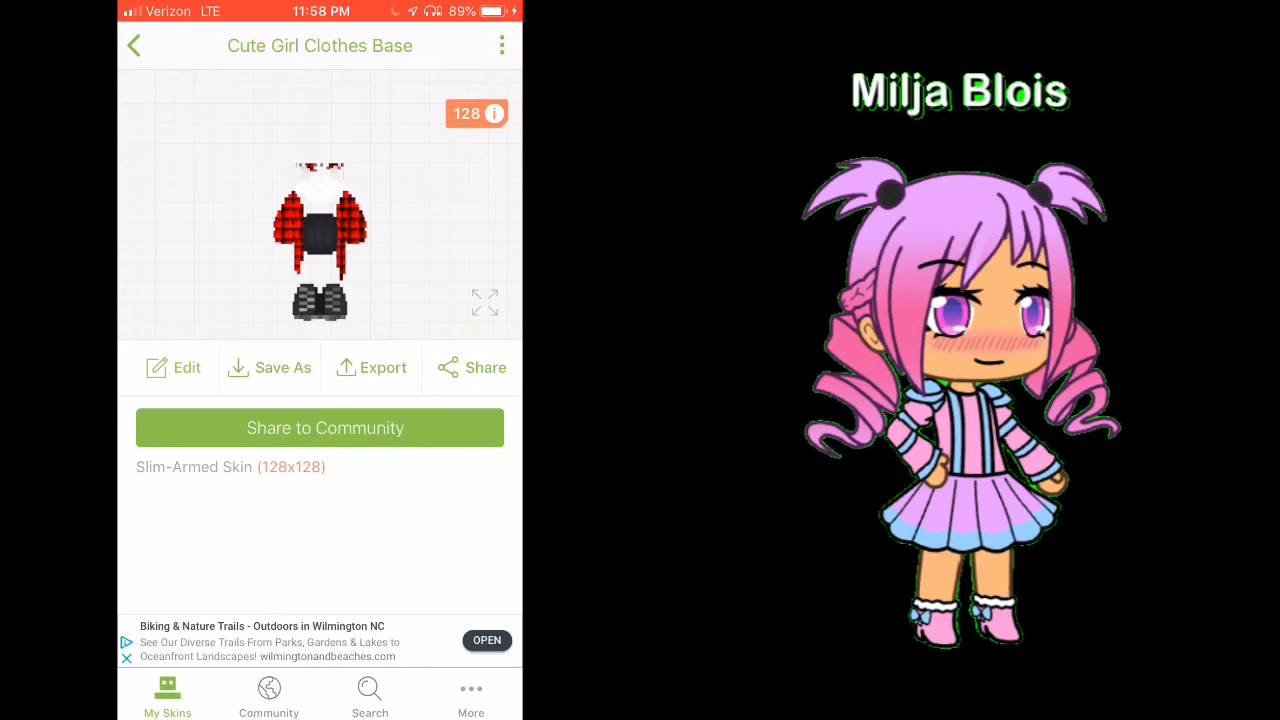 Verizon LTE 11:58 PM 89%
Cute Girl Clothes Base
128 i
Edit Save As Export Share
Share to Community
Slim-Armed Skin (128x128)
Biking & Nature Trails - Outdoors in Wilmington NC
See Our Diverse Trails From Parks, Gardens & Lakes to
Oceanfront Landscapes! wilmingtonandbeaches.com
OPEN
My Skins Community Search More
Milja Blois